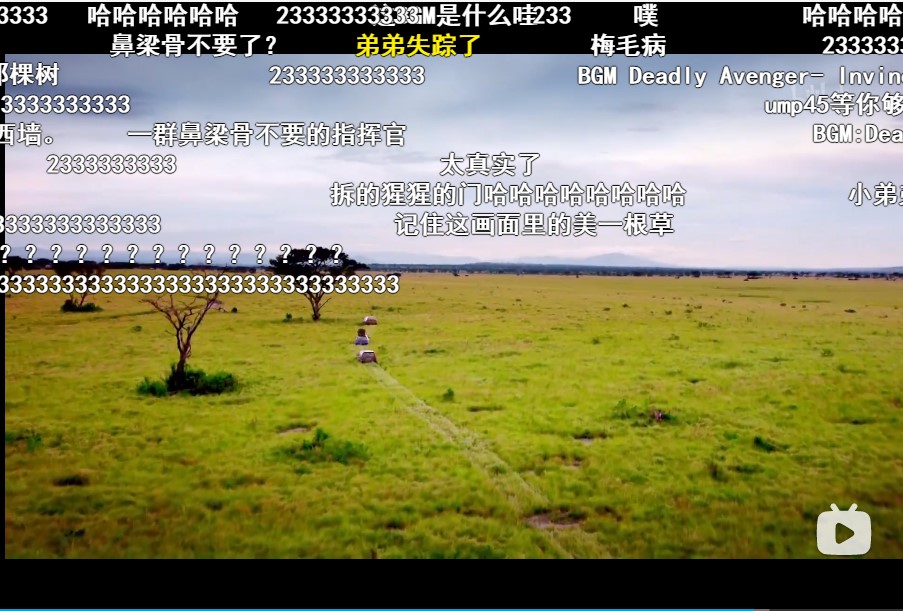 3333 哈哈哈哈哈哈 23333333333 BGM是什么哇 233 噗 哈哈哈哈
鼻梁骨不要了? 弟弟失踪了 梅毛病 2333333
那棵树 233333333333 BGM Deadly Avenger- Invinc
3333333333 ump45等你够
西墙。 一群鼻梁骨不要的指挥官 BGM:Dea
2333333333 太真实了
拆的猩猩的门哈哈哈哈哈哈哈哈 小弟弟
3333333333333 记住这画面里的美一根草
? ? ? ? ? ? ? ? ? ? ? ? ? ?
3333333333333333333333333333333